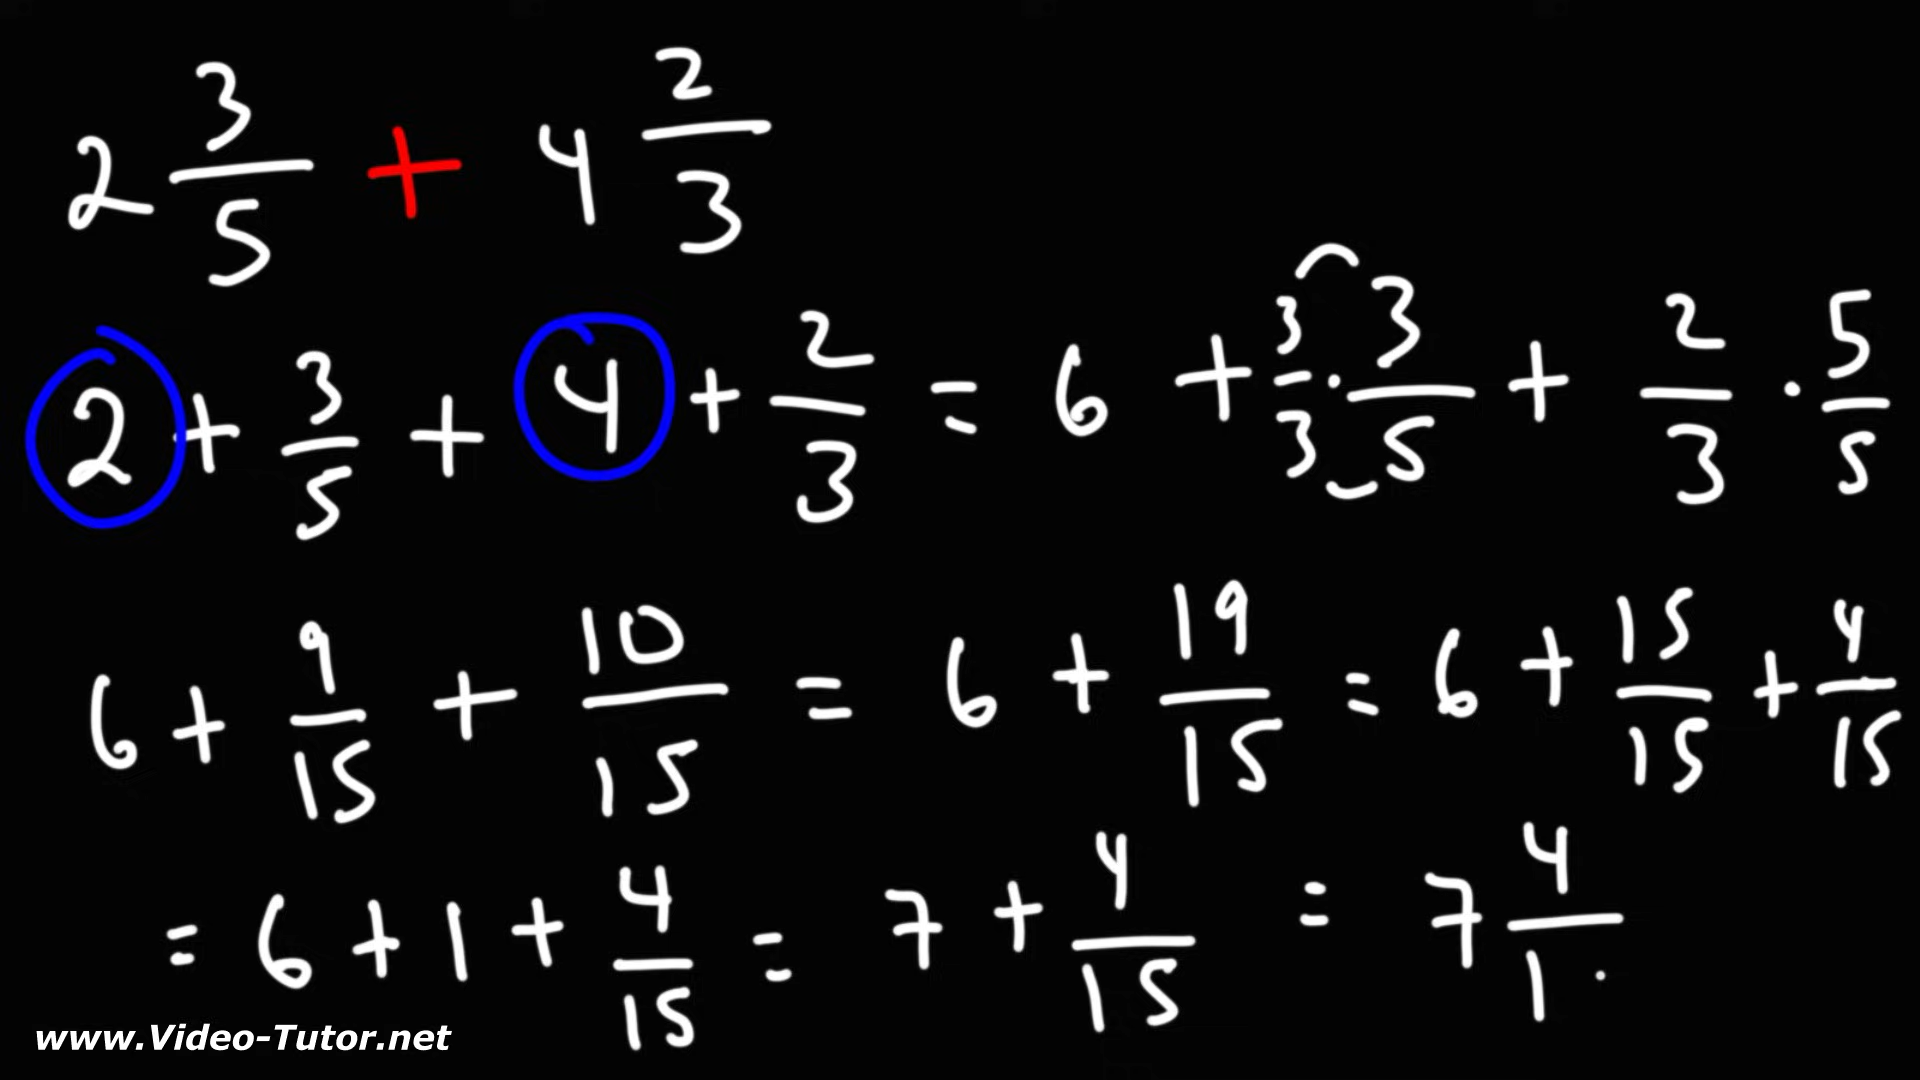 2 3/5 + 4 2/3
2 + 3/5 + 4 + 2/3 = 6 + 3/3 · 3/5 + 2/3 · 5/5
6 + 9/15 + 10/15 = 6 + 19/15 = 6 + 15/15 + 4/15
= 6 + 1 + 4/15 = 7 + 4/15 = 7 4/1
www.Video-Tutor.net